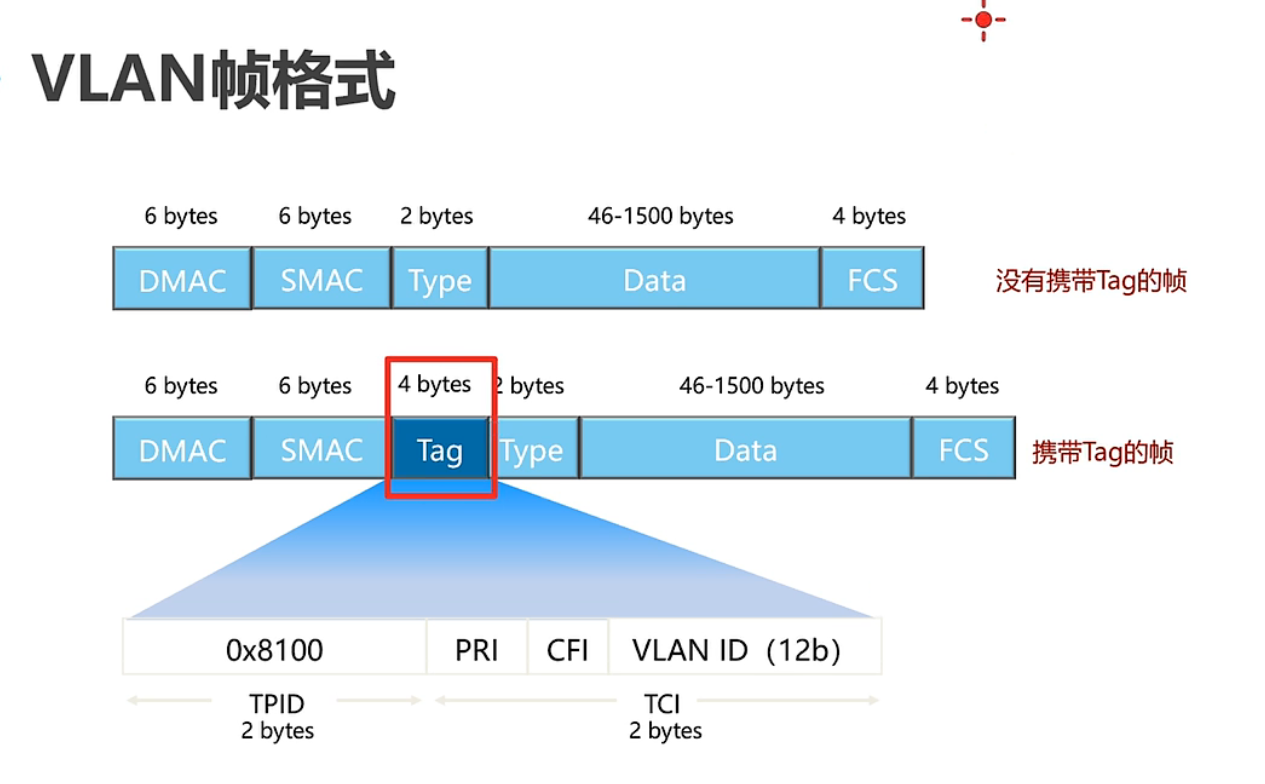 VLAN帧格式
6 bytes 6 bytes 2 bytes 46-1500 bytes 4 bytes
DMAC SMAC Type Data FCS 没有携带Tag的帧
6 bytes 6 bytes 4 bytes 2 bytes 46-1500 bytes 4 bytes
DMAC SMAC Tag Type Data FCS 携带Tag的帧
0x8100 PRI CFI VLAN ID（12b）
TPID TCI
2 bytes 2 bytes